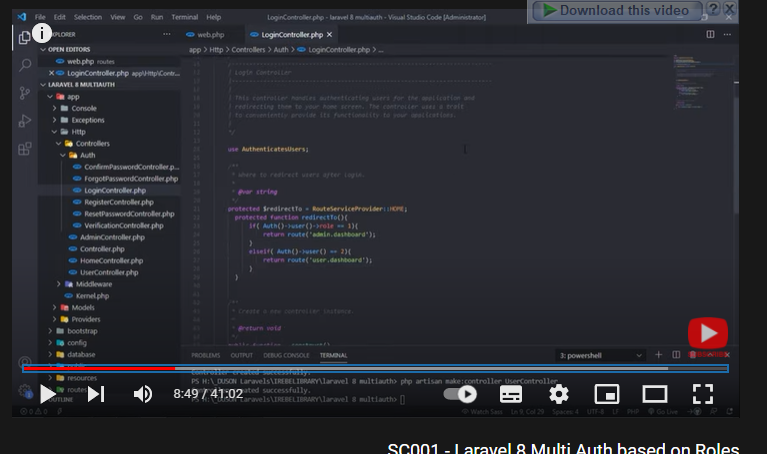 Download this video ? X
File Edit Selection View Go Run Terminal Help LoginController.php - laravel 8 multiauth - Visual Studio Code [Administrator]
EXPLORER
web.php LoginController.php
OPEN EDITORS
app > Http > Controllers > Auth > LoginController.php > ...
web.php routes
LoginController.php app\Http\Contr...
LARAVEL 8 MULTIAUTH
app
Console
Exceptions
Http
Controllers
Auth
ConfirmPasswordController.p...
ForgotPasswordController.php
LoginController.php
RegisterController.php
ResetPasswordController.php
VerificationController.php
AdminController.php
Controller.php
HomeController.php
UserController.php
Middleware
Kernel.php
Models
Providers
bootstrap
config
database
resources
routes
OUTLINE
| Login Controller
| This controller handles authenticating users for the application and
| redirecting them to your home screen. The controller uses a trait
| to conveniently provide its functionality to your applications.
*/
use AuthenticatesUsers;
/**
* Where to redirect users after login.
*
* @var string
*/
protected $redirectTo = RouteServiceProvider::HOME;
protected function redirectTo(){
if( Auth()->user()->role == 1){
return route('admin.dashboard');
}
elseif( Auth()->user() == 2){
return route('user.dashboard');
}
}
/**
* Create a new controller instance.
*
* @return void
PROBLEMS OUTPUT DEBUG CONSOLE TERMINAL 3: powershell
Controller created successfully.
PS H:\_DUSON Laravels\IREBELIBRARY\laravel 8 multiauth> php artisan make:controller UserController
created successfully.
PS H:\_DUSON Laravels\IREBELIBRARY\laravel 8 multiauth>
8:49 / 41:02
Watch Sass Ln 9, Col 29 Spaces: 4 UTF-8 LF PHP Go Live
SC001 - Laravel 8 Multi Auth based on Roles